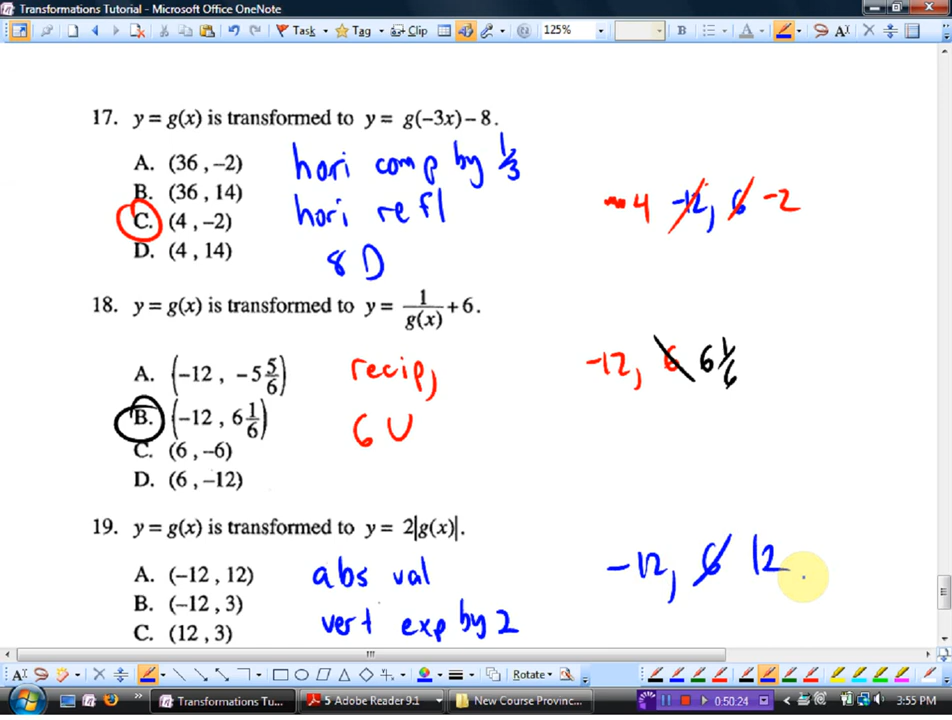 Transformations Tutorial - Microsoft Office OneNote
Task Tag Clip 125% B A
17. y = g(x) is transformed to y = g(−3x) − 8.
A. (36 , −2)
B. (36 , 14)
C. (4 , −2)
D. (4 , 14)
hori comp by 1/3
hori refl
8 D
4 -12, 6 -2
18. y = g(x) is transformed to y = 1/g(x) + 6.
A. (−12 , −5 5/6)
B. (−12 , 6 1/6)
C. (6 , −6)
D. (6 , −12)
recip,
6 U
-12, 6 6 1/6
19. y = g(x) is transformed to y = 2|g(x)|.
A. (−12 , 12)
B. (−12 , 3)
C. (12 , 3)
abs val
vert exp by 2
-12, 6 12
Rotate
Transformations Tu... 5 Adobe Reader 9.1 New Course Provinc... 0:50:24 3:55 PM